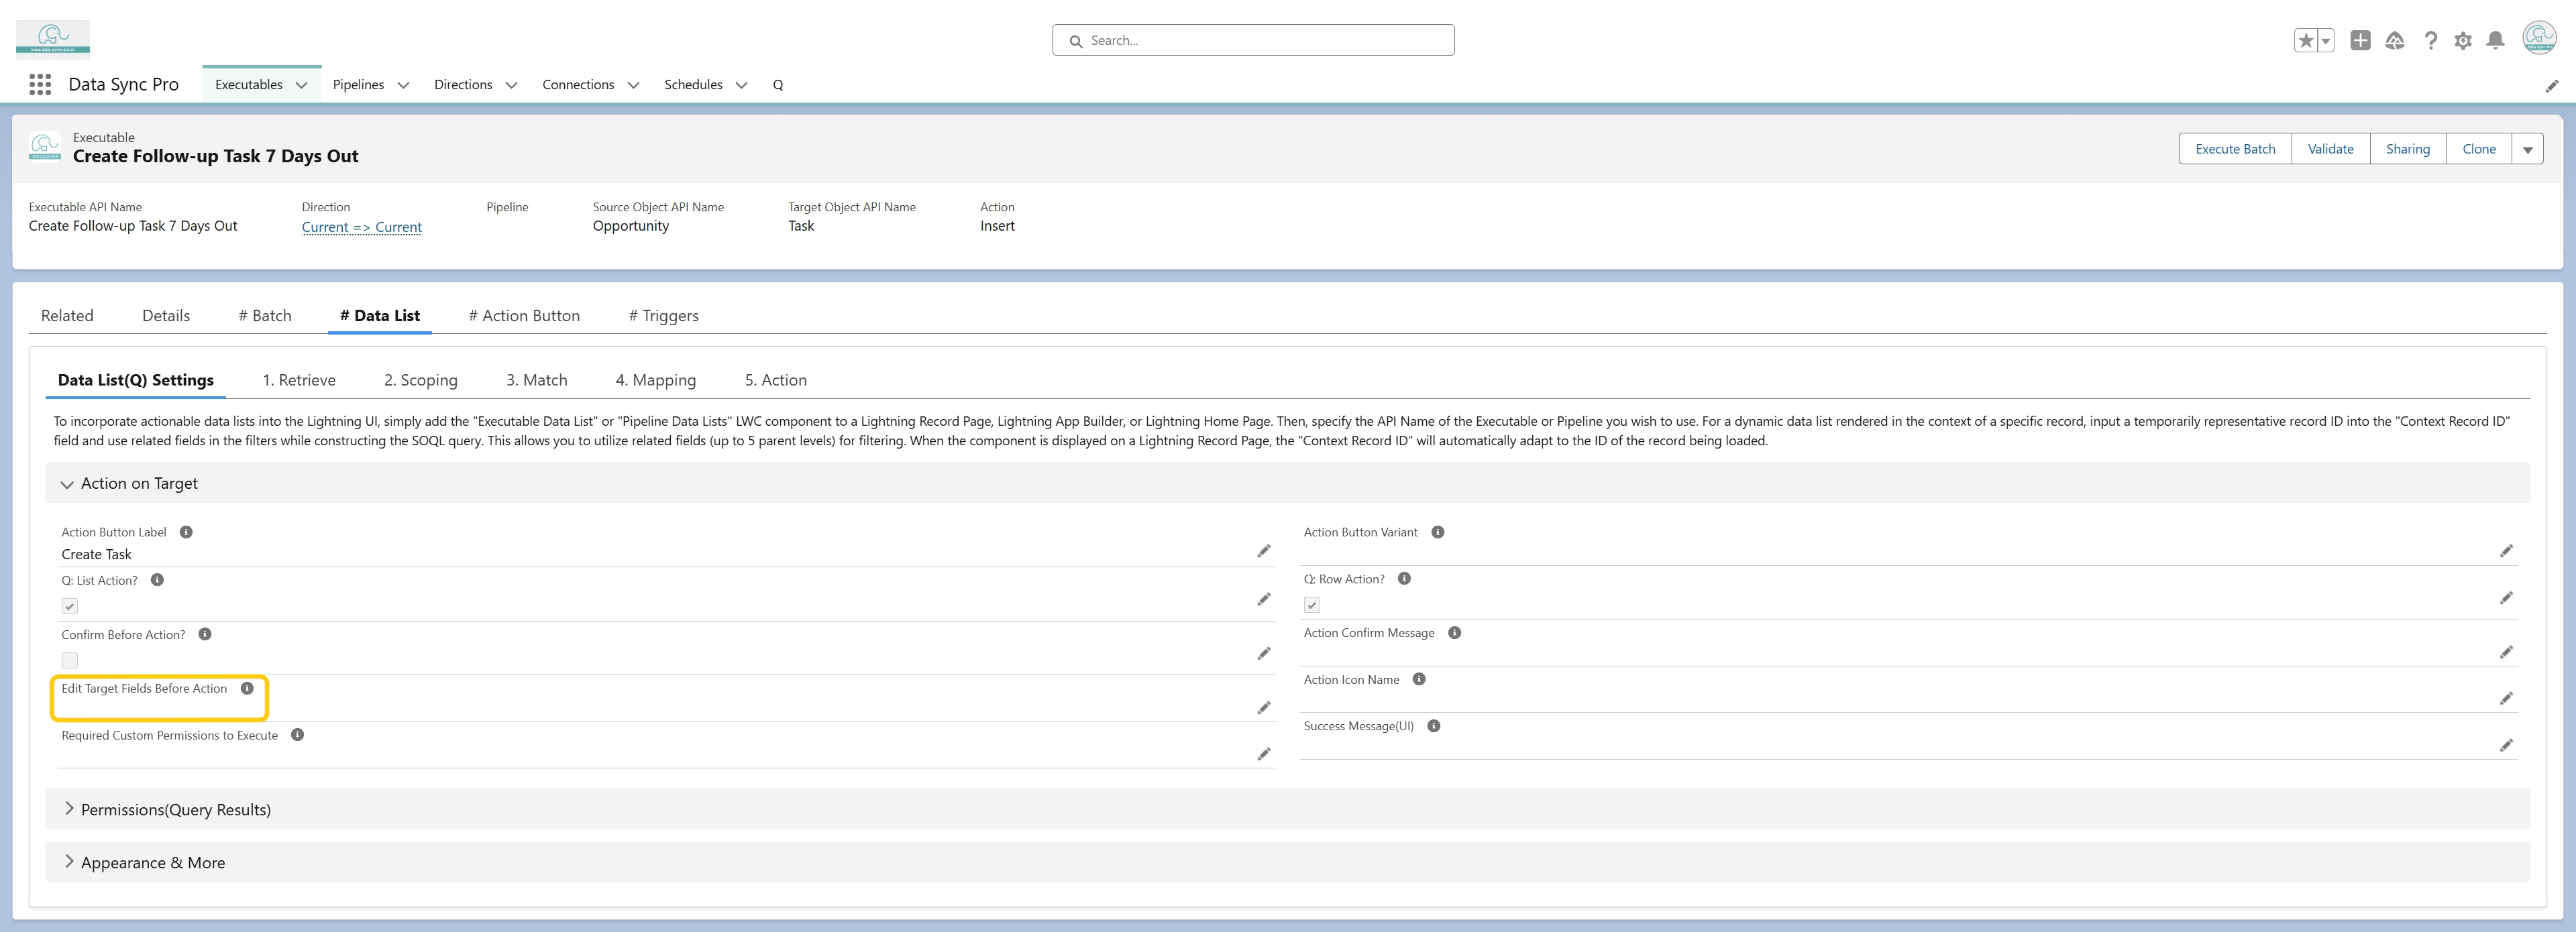 www.data-sync-pro.io
Search...
Data Sync Pro
Executables
Pipelines
Directions
Connections
Schedules
Q
Executable
Create Follow-up Task 7 Days Out
Execute Batch
Validate
Sharing
Clone
Executable API Name
Direction
Pipeline
Source Object API Name
Target Object API Name
Action
Create Follow-up Task 7 Days Out
Current => Current
Opportunity
Task
Insert
Related
Details
# Batch
# Data List
# Action Button
# Triggers
Data List(Q) Settings
1. Retrieve
2. Scoping
3. Match
4. Mapping
5. Action
To incorporate actionable data lists into the Lightning UI, simply add the "Executable Data List" or "Pipeline Data Lists" LWC component to a Lightning Record Page, Lightning App Builder, or Lightning Home Page. Then, specify the API Name of the Executable or Pipeline you wish to use. For a dynamic data list rendered in the context of a specific record, input a temporarily representative record ID into the "Context Record ID"
field and use related fields in the filters while constructing the SOQL query. This allows you to utilize related fields (up to 5 parent levels) for filtering. When the component is displayed on a Lightning Record Page, the "Context Record ID" will automatically adapt to the ID of the record being loaded.
Action on Target
Action Button Label
Create Task
Action Button Variant
Q: List Action?
Q: Row Action?
Confirm Before Action?
Action Confirm Message
Edit Target Fields Before Action
Action Icon Name
Required Custom Permissions to Execute
Success Message(UI)
Permissions(Query Results)
Appearance & More